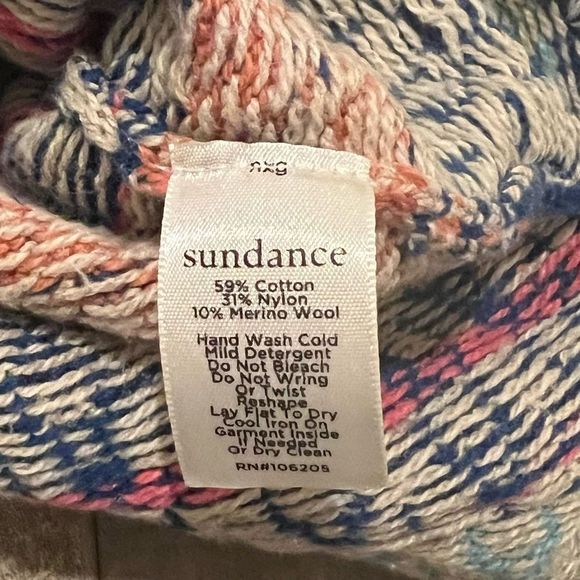 sundance
59% Cotton
31% Nylon
10% Merino Wool
Hand Wash Cold
Mild Detergent
Do Not Bleach
Do Not Wring
Or Twist
Reshape
Lay Flat To Dry
Cool Iron On
Garment Inside
If Needed
Or Dry Clean
RN#106209